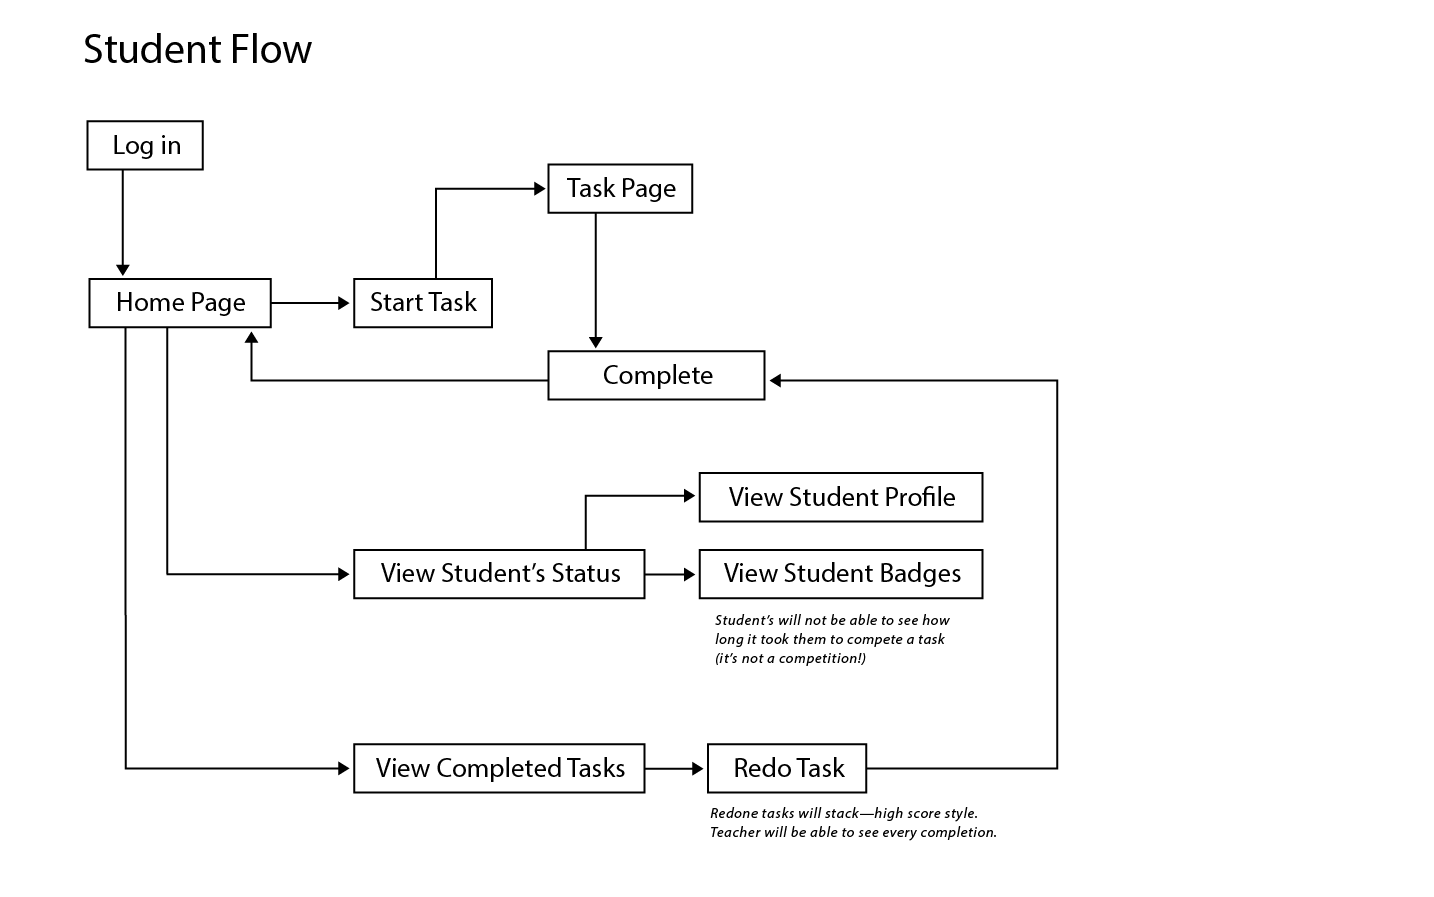 Student Flow
Log in
Task Page
Home Page
Start Task
Complete
View Student Profile
View Student’s Status
View Student Badges
Student’s will not be able to see how
long it took them to compete a task
(it’s not a competition!)
View Completed Tasks
Redo Task
Redone tasks will stack—high score style.
Teacher will be able to see every completion.